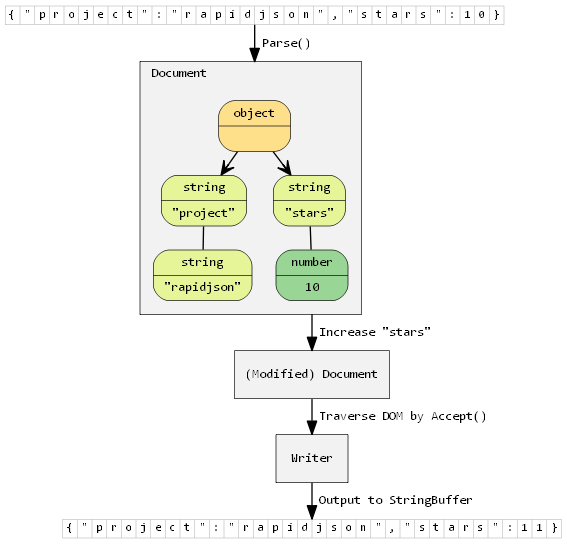 {"project":"rapidjson","stars":10}
Parse()
Document
object
string string
"project" "stars"
string number
"rapidjson" 10
Increase "stars"
(Modified) Document
Traverse DOM by Accept()
Writer
Output to StringBuffer
{"project":"rapidjson","stars":11}